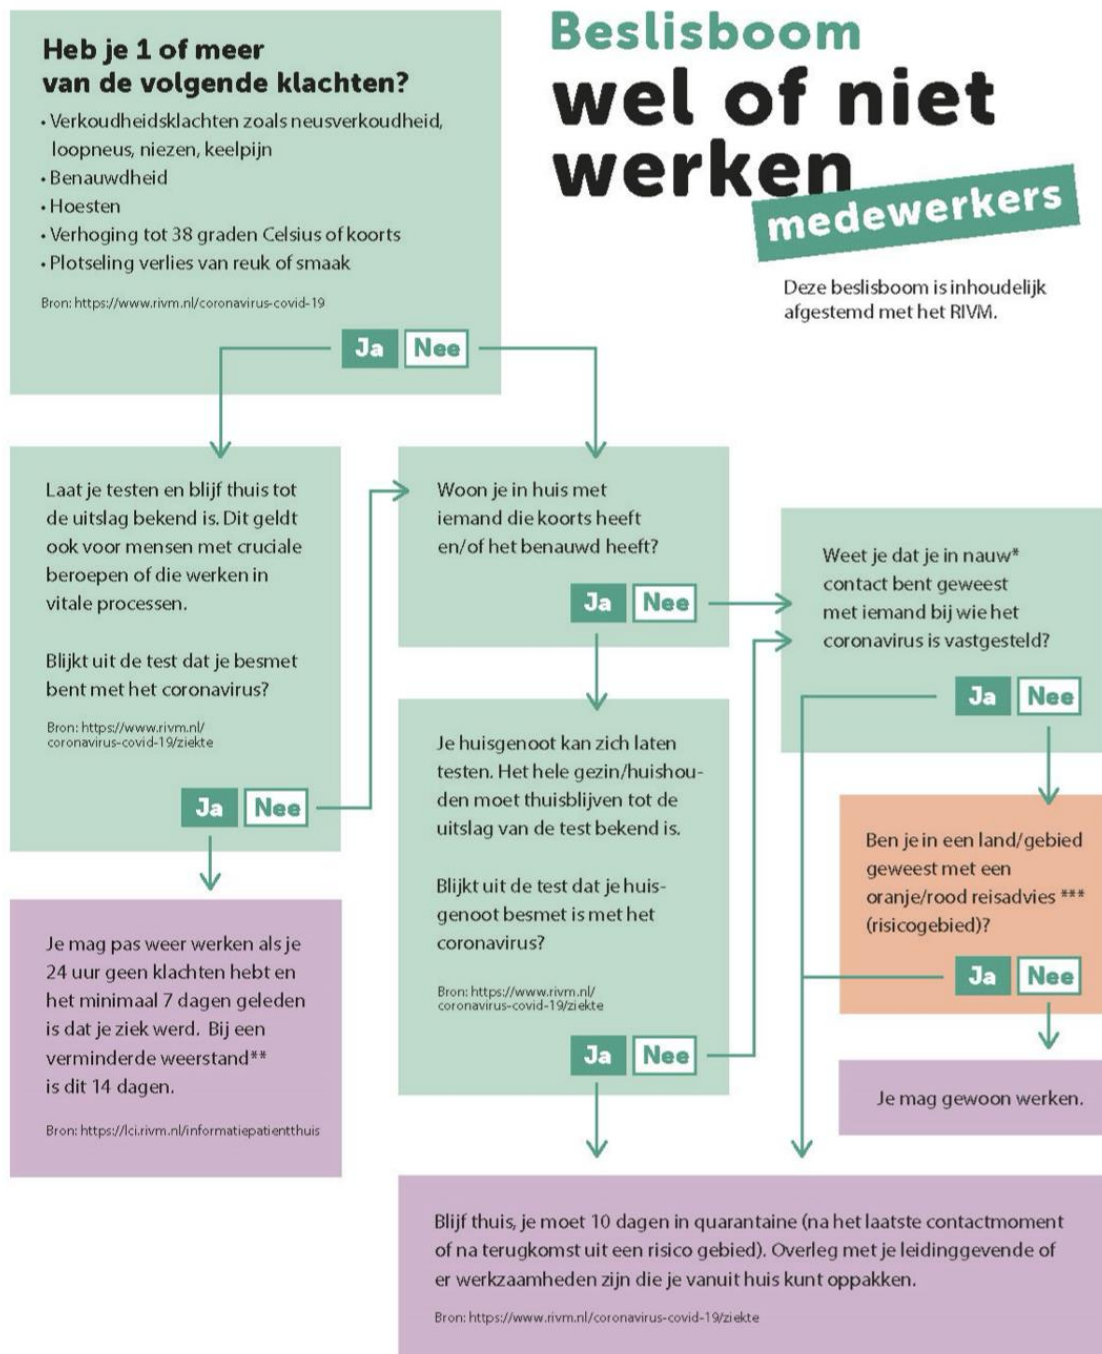 Beslisboom
wel of niet
werken
medewerkers
Deze beslisboom is inhoudelijk
afgestemd met het RIVM.
Heb je 1 of meer
van de volgende klachten?
• Verkoudheidsklachten zoals neusverkoudheid,
loopneus, niezen, keelpijn
• Benauwdheid
• Hoesten
• Verhoging tot 38 graden Celsius of koorts
• Plotseling verlies van reuk of smaak
Bron: https://www.rivm.nl/coronavirus-covid-19
Ja Nee
Laat je testen en blijf thuis tot
de uitslag bekend is. Dit geldt
ook voor mensen met cruciale
beroepen of die werken in
vitale processen.
Blijkt uit de test dat je besmet
bent met het coronavirus?
Bron: https://www.rivm.nl/
coronavirus-covid-19/ziekte
Ja Nee
Je mag pas weer werken als je
24 uur geen klachten hebt en
het minimaal 7 dagen geleden
is dat je ziek werd. Bij een
verminderde weerstand**
is dit 14 dagen.
Bron: https://lci.rivm.nl/informatiepatientthuis
Woon je in huis met
iemand die koorts heeft
en/of het benauwd heeft?
Ja Nee
Je huisgenoot kan zich laten
testen. Het hele gezin/huishou-
den moet thuisblijven tot de
uitslag van de test bekend is.
Blijkt uit de test dat je huis-
genoot besmet is met het
coronavirus?
Bron: https://www.rivm.nl/
coronavirus-covid-19/ziekte
Ja Nee
Weet je dat je in nauw*
contact bent geweest
met iemand bij wie het
coronavirus is vastgesteld?
Ja Nee
Ben je in een land/gebied
geweest met een
oranje/rood reisadvies ***
(risicogebied)?
Ja Nee
Je mag gewoon werken.
Blijf thuis, je moet 10 dagen in quarantaine (na het laatste contactmoment
of na terugkomst uit een risico gebied). Overleg met je leidinggevende of
er werkzaamheden zijn die je vanuit huis kunt oppakken.
Bron: https://www.rivm.nl/coronavirus-covid-19/ziekte